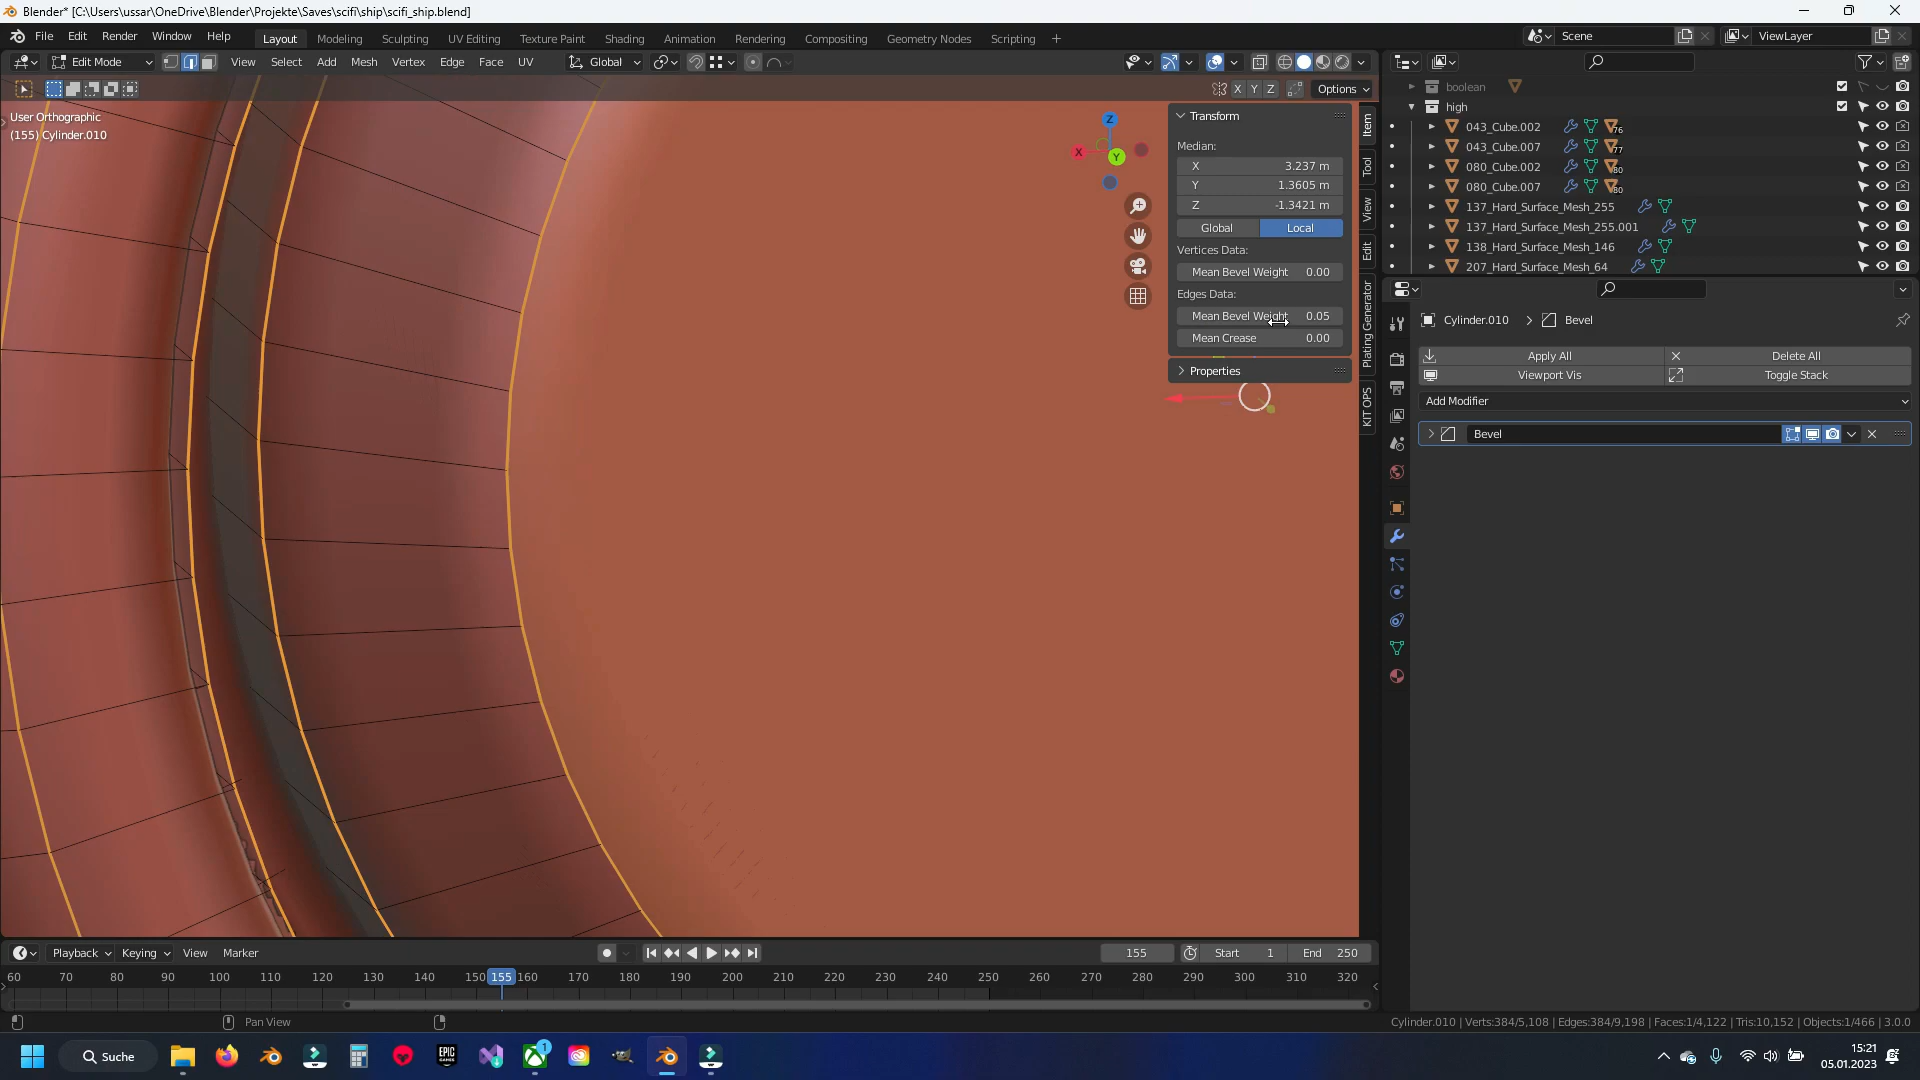 Blender* [C:\Users\ussar\OneDrive\Blender\Projekte\Saves\scifi\ship\scifi_ship.blend]
File Edit Render Window Help Layout Modeling Sculpting UV Editing Texture Paint Shading Animation Rendering Compositing Geometry Nodes Scripting + Scene ViewLayer
Edit Mode View Select Add Mesh Vertex Edge Face UV Global
X Y Z Options
User Orthographic
(155) Cylinder.010
Z
X
Y
Transform
Median:
X 3.237 m
Y 1.3605 m
Z -1.3421 m
Global Local
Vertices Data:
Mean Bevel Weight 0.00
Edges Data:
Mean Bevel Weight 0.05
Mean Crease 0.00
Properties
Item
Tool
View
Edit
Plating Generator
KIT OPS
boolean
high
043_Cube.002 76
043_Cube.007 77
080_Cube.002 80
080_Cube.007 80
137_Hard_Surface_Mesh_255
137_Hard_Surface_Mesh_255.001
138_Hard_Surface_Mesh_146
207_Hard_Surface_Mesh_64
Cylinder.010 Bevel
Apply All Delete All
Viewport Vis Toggle Stack
Add Modifier
Bevel
Playback Keying View Marker 155 Start 1 End 250
60 70 80 90 100 110 120 130 140 150 155 160 170 180 190 200 210 220 230 240 250 260 270 280 290 300 310 320
Pan View
Cylinder.010 | Verts:384/5,108 | Edges:384/9,198 | Faces:1/4,122 | Tris:10,152 | Objects:1/466 | 3.0.0
Suche
EPIC GAMES
1
15:21
05.01.2023